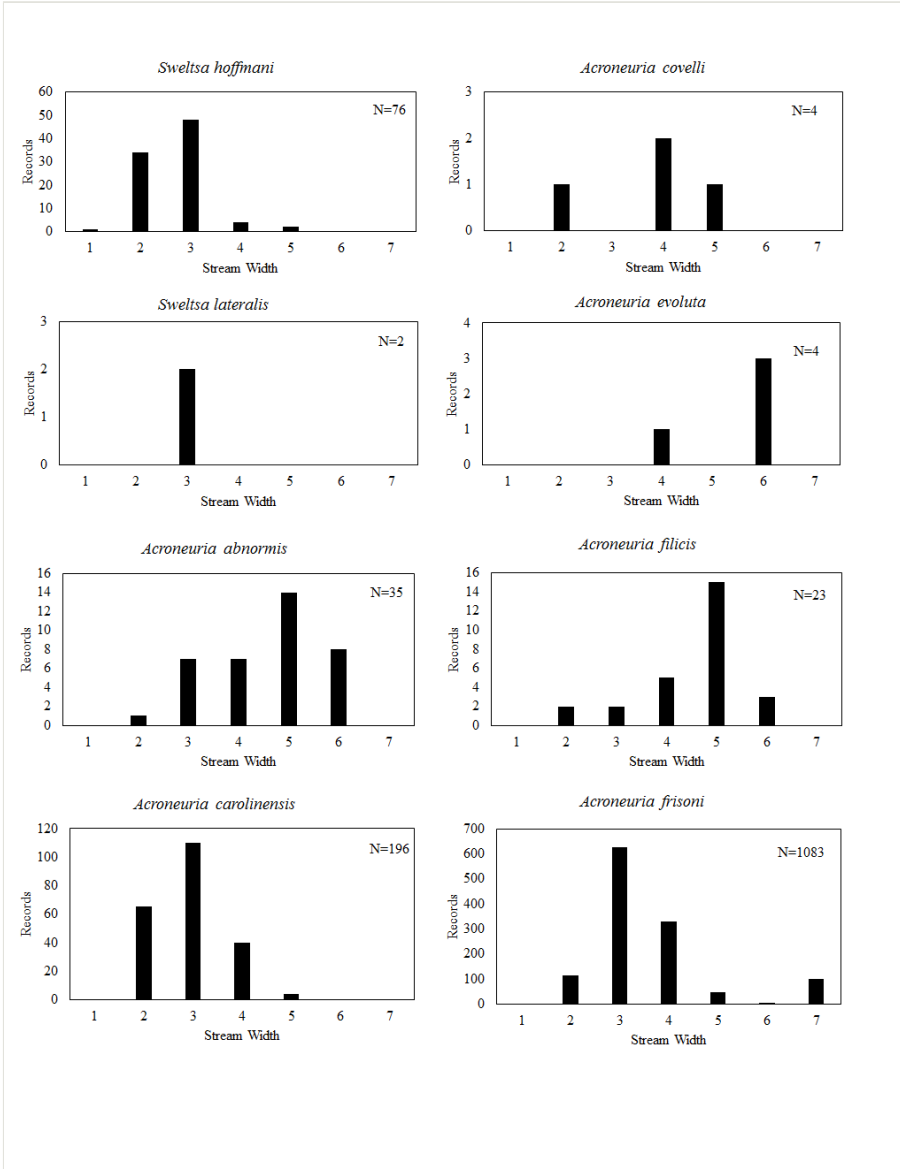 Sweltsa hoffmani
N=76
60
50
40
30
20
10
0
Records
1 2 3 4 5 6 7
Stream Width
Acroneuria covelli
N=4
3
2
1
0
Records
1 2 3 4 5 6 7
Stream Width
Sweltsa lateralis
N=2
3
2
1
0
Records
1 2 3 4 5 6 7
Stream Width
Acroneuria evoluta
N=4
4
3
2
1
0
Records
1 2 3 4 5 6 7
Stream Width
Acroneuria abnormis
N=35
16
14
12
10
8
6
4
2
0
Records
1 2 3 4 5 6 7
Stream Width
Acroneuria filicis
N=23
16
14
12
10
8
6
4
2
0
Records
1 2 3 4 5 6 7
Stream Width
Acroneuria carolinensis
N=196
120
100
80
60
40
20
0
Records
1 2 3 4 5 6 7
Stream Width
Acroneuria frisoni
N=1083
700
600
500
400
300
200
100
0
Records
1 2 3 4 5 6 7
Stream Width